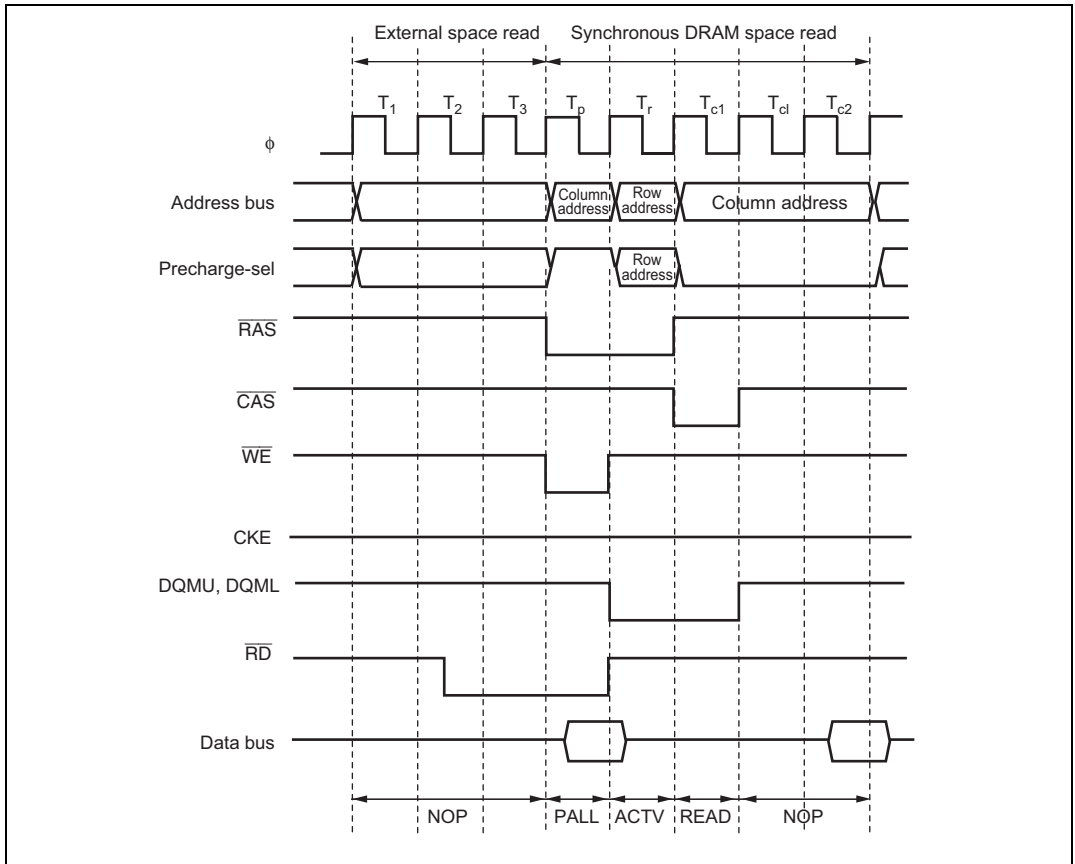 External space read Synchronous DRAM space read
T1 T2 T3 Tp Tr Tc1 Tcl Tc2
ϕ
Address bus
Column
address
Row
address
Column address
Precharge-sel
Row
address
RAS
CAS
WE
CKE
DQMU, DQML
RD
Data bus
NOP PALL ACTV READ NOP